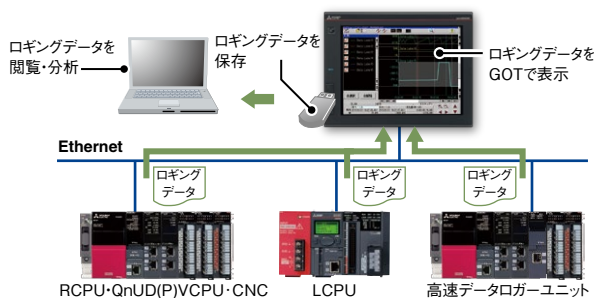 ロギングデータを
閲覧・分析
ロギングデータを
保存
ロギングデータを
GOTで表示
Ethernet
ロギング
データ
ロギング
データ
ロギング
データ
RCPU・QnUD(P)VCPU・CNC
LCPU
高速データロガーユニット